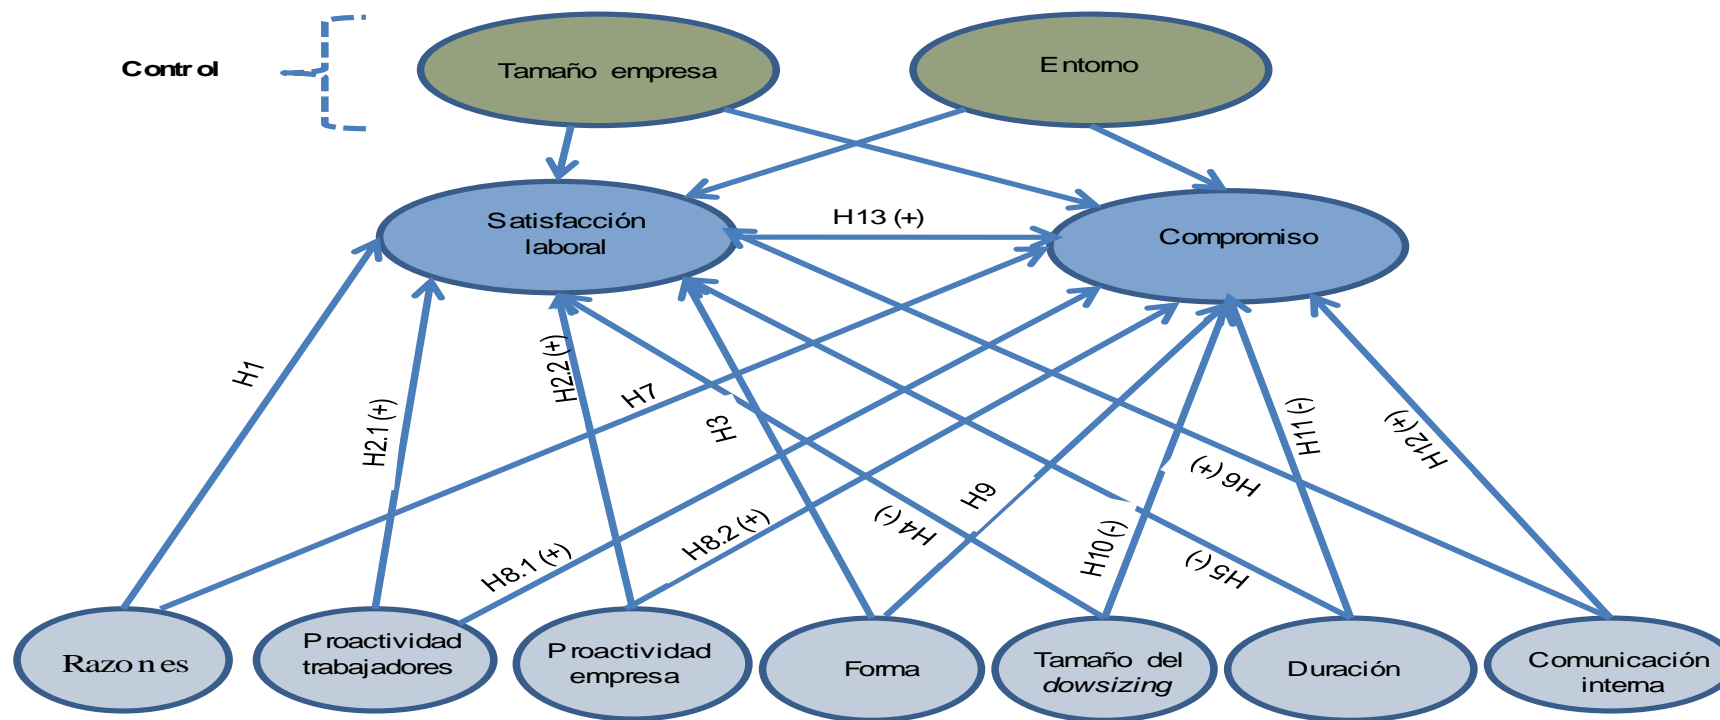 Control
Tamaño empresa
Entorno
Satisfacción
laboral
H13 (+)
Compromiso
H1
H2.1 (+)
H2.2 (+)
H7
H3
H8.1 (+)
H8.2 (+)
H4 (-)
H9
H10 (-)
H6 (+)
H5 (-)
H11 (-)
H12 (+)
Razones
Proactividad
trabajadores
Proactividad
empresa
Forma
Tamaño del
dowsizing
Duración
Comunicación
interna